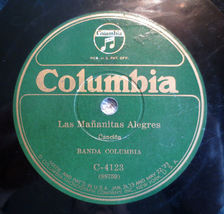 Columbia
REG. U.S. PAT. OFF.
Columbia
Las Mañanitas Alegres
Canción
BANDA COLUMBIA
C-4123